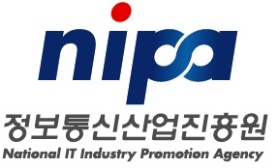 nipa
정보통신산업진흥원
National IT Industry Promotion Agency